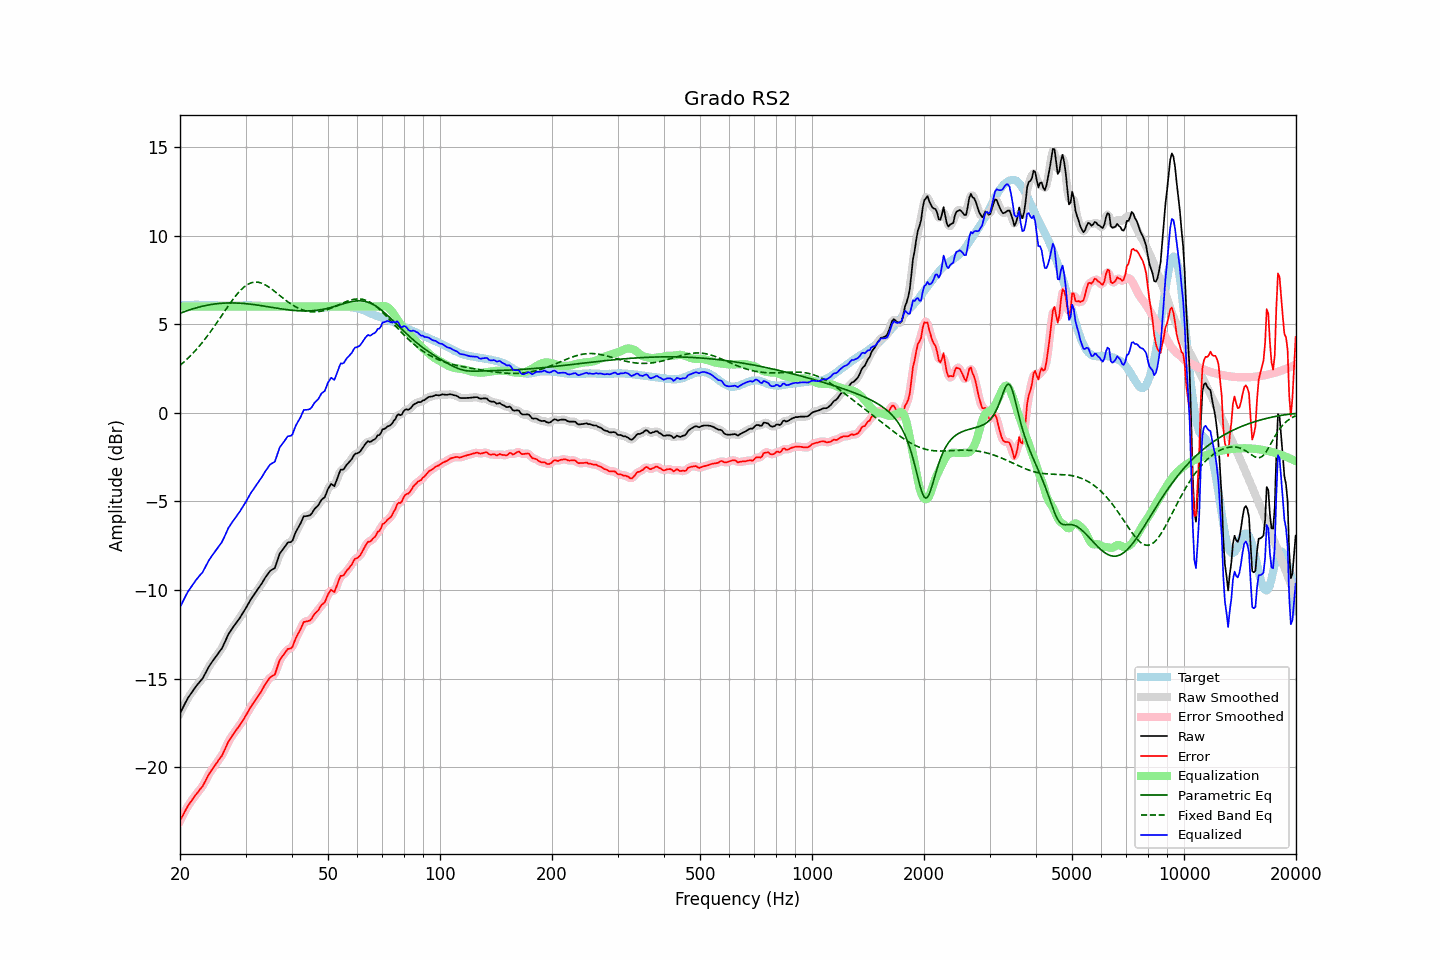 Grado RS2
Amplitude (dBr)
15
10
5
0
−5
−10
−15
−20
20
50
100
200
500
1000
2000
5000
10000
20000
Frequency (Hz)
Target
Raw Smoothed
Error Smoothed
Raw
Error
Equalization
Parametric Eq
Fixed Band Eq
Equalized